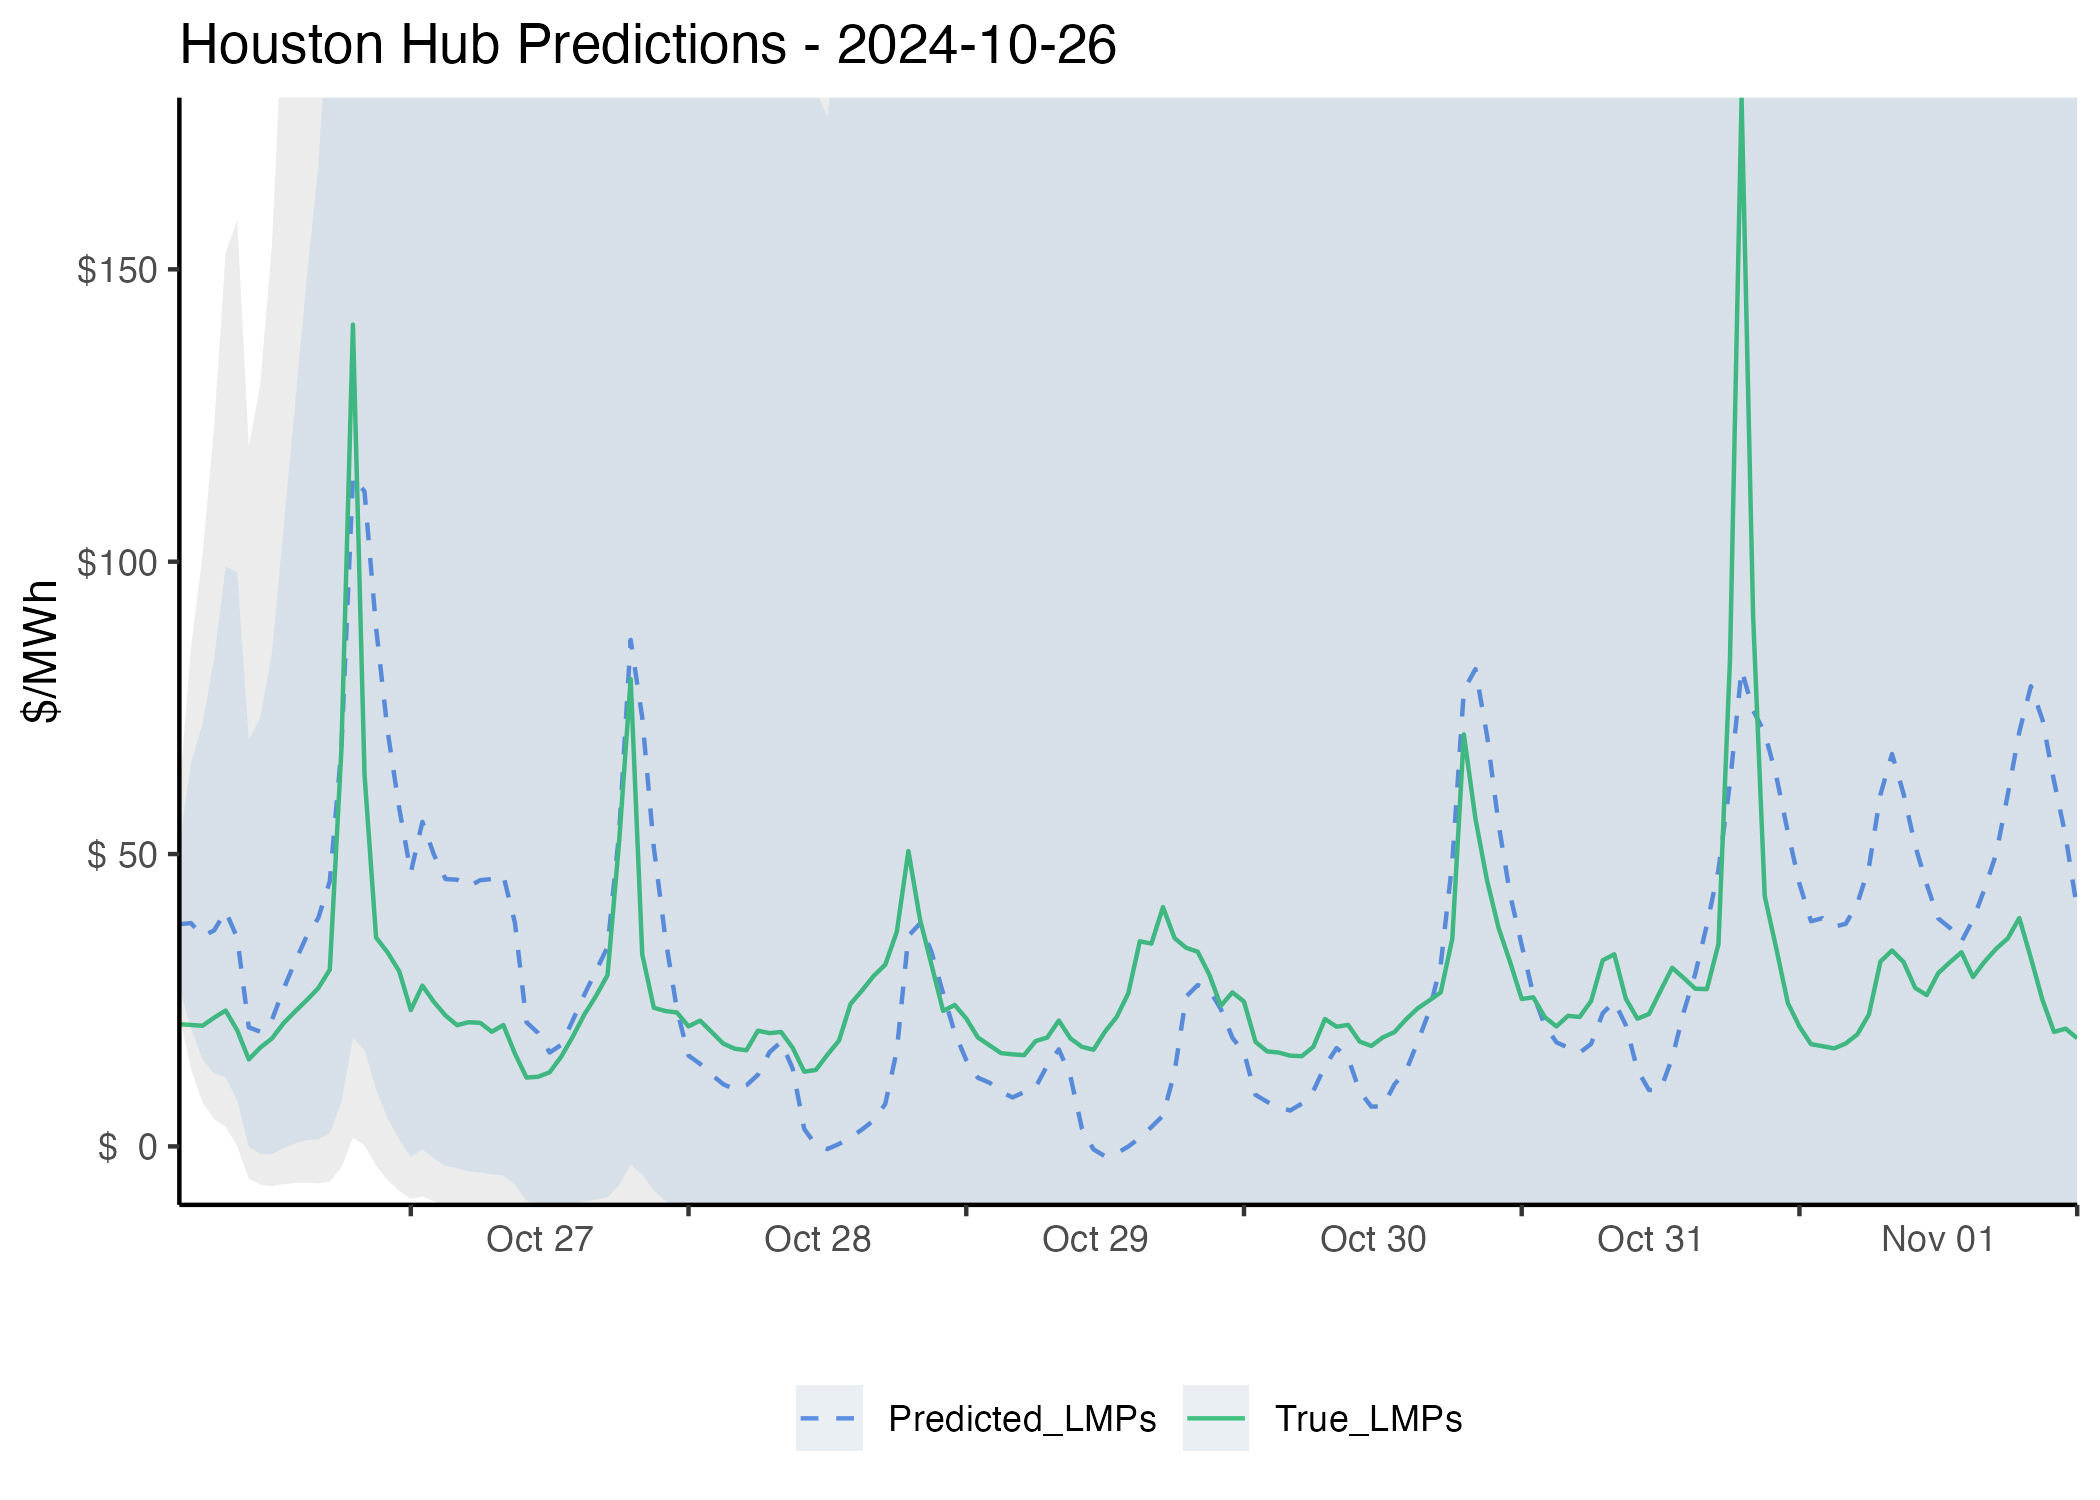 Houston Hub Predictions - 2024-10-26
$/MWh
$150
$100
$ 50
$ 0
Oct 27 Oct 28 Oct 29 Oct 30 Oct 31 Nov 01
Predicted_LMPs True_LMPs